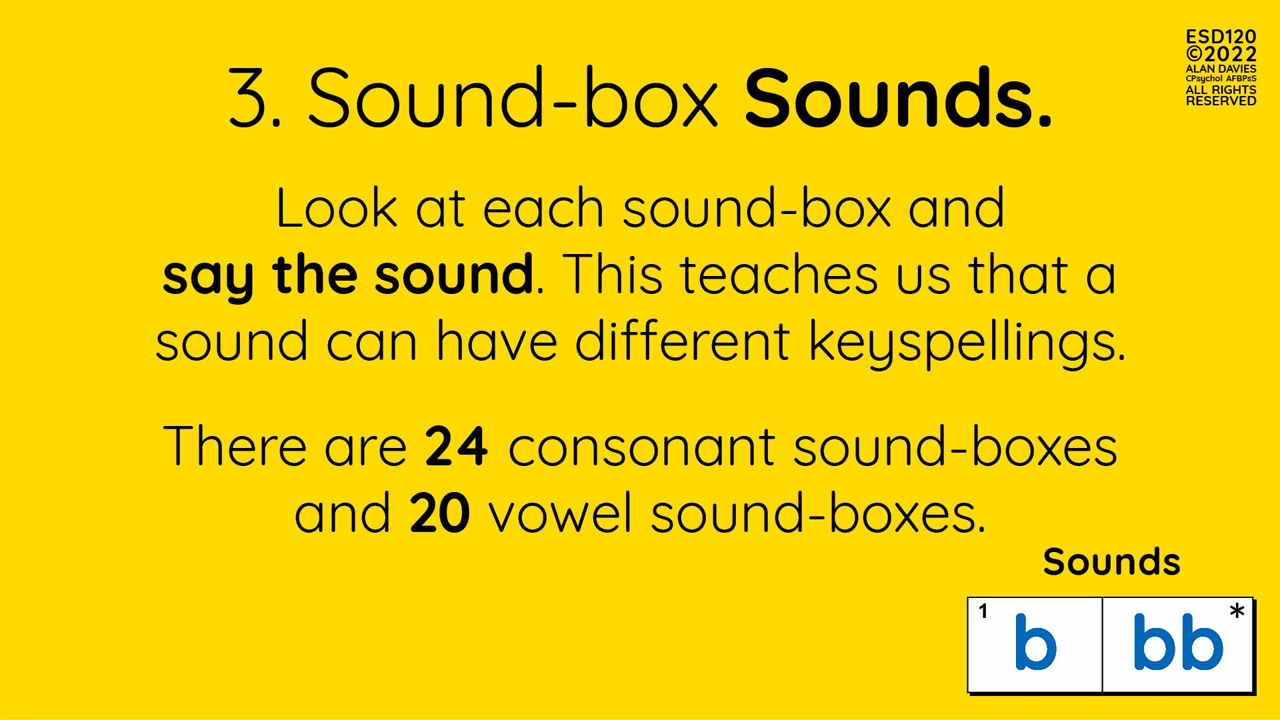 ESD120
©2022
ALAN DAVIES
CPsychol AFBPsS
ALL RIGHTS
RESERVED
3. Sound-box Sounds.
Look at each sound-box and
say the sound. This teaches us that a
sound can have different keyspellings.
There are 24 consonant sound-boxes
and 20 vowel sound-boxes.
Sounds
1 b bb *